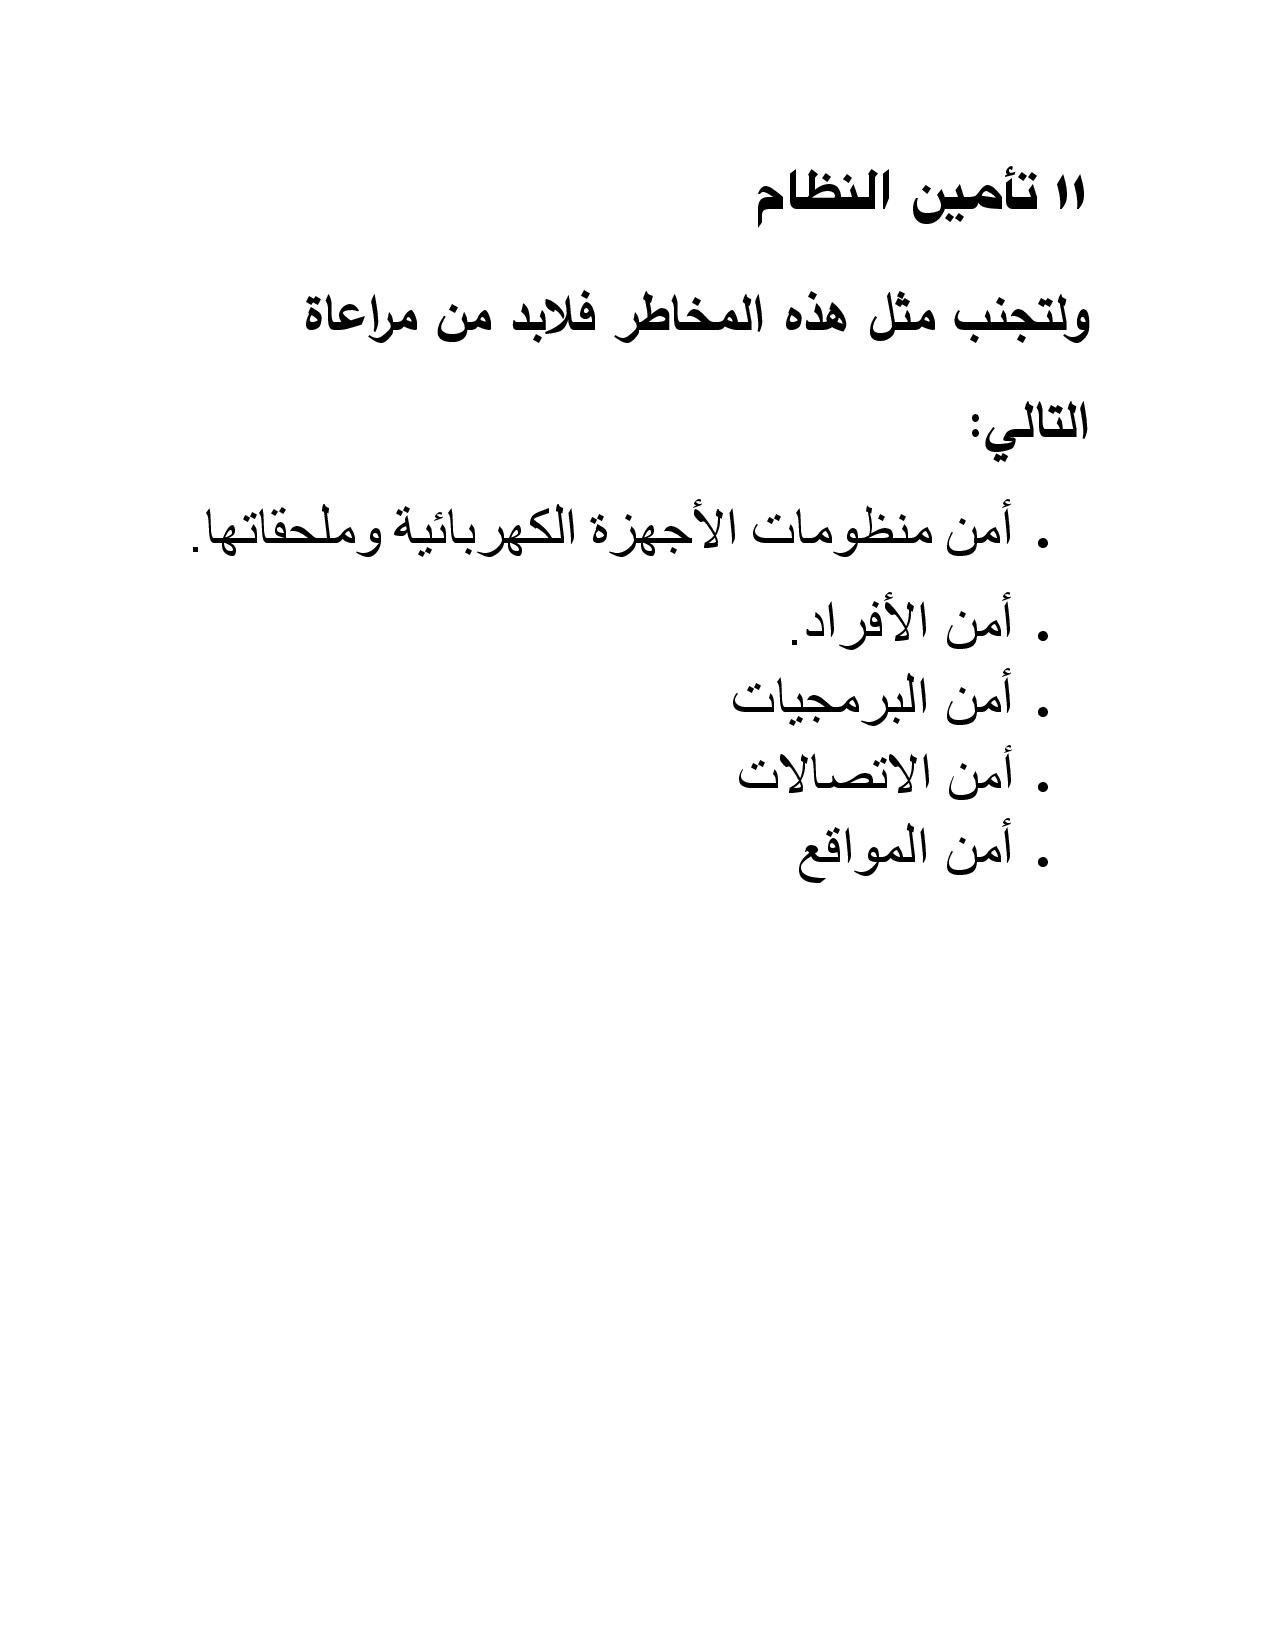 ١١ تأمين النظام
ولتجنب مثل هذه المخاطر فلابد من مراعاة
التالي:
• أمن منظومات الأجهزة الكهربائية وملحقاتها.
• أمن الأفراد.
• أمن البرمجيات
• أمن الاتصالات
• أمن المواقع